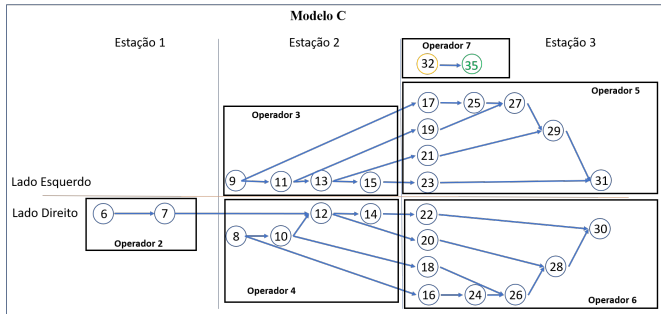 Modelo C
Estação 1 Estação 2 Estação 3
Operador 7
32 35
Operador 5
17 25 27
Operador 3
19 29
21
Lado Esquerdo 9 11 13 15 23 31
Lado Direito 6 7 12 14 22 30
Operador 2
8 10 20
18 28
16 24 26
Operador 4 Operador 6